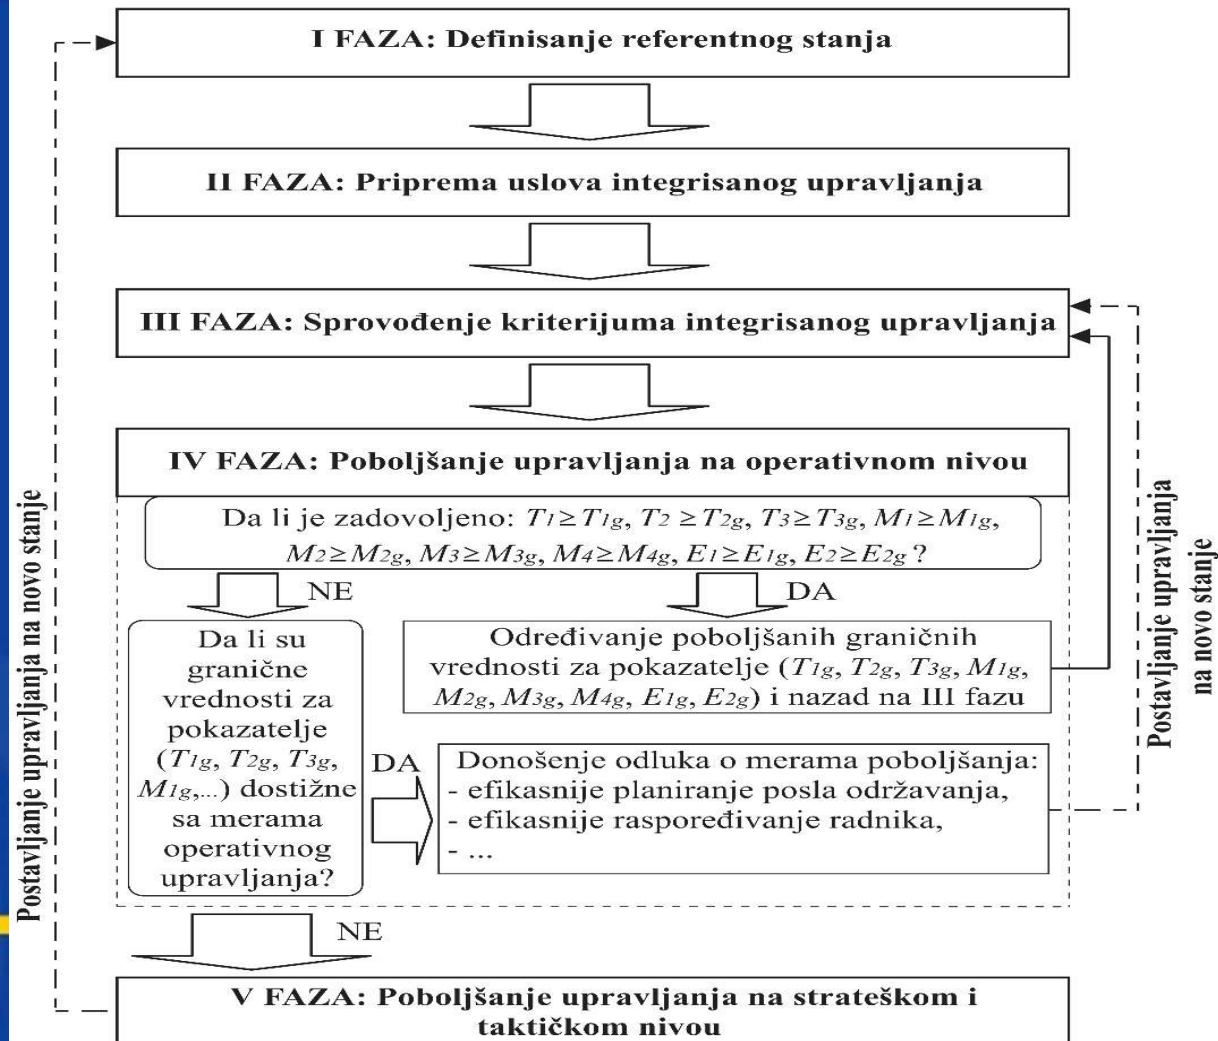 I FAZA: Definisanje referentnog stanja
II FAZA: Priprema uslova integrisanog upravljanja
III FAZA: Sprovođenje kriterijuma integrisanog upravljanja
IV FAZA: Poboljšanje upravljanja na operativnom nivou
Da li je zadovoljeno: T1≥T1g, T2 ≥T2g, T3≥T3g, M1≥M1g,
M2≥M2g, M3≥M3g, M4≥M4g, E1≥E1g, E2≥E2g ?
NE
DA
Da li su
granične
vrednosti za
pokazatelje
(T1g, T2g, T3g,
M1g,...) dostižne
sa merama
operativnog
upravljanja?
Određivanje poboljšanih graničnih
vrednosti za pokazatelje (T1g, T2g, T3g, M1g,
M2g, M3g, M4g, E1g, E2g) i nazad na III fazu
DA
Donošenje odluka o merama poboljšanja:
- efikasnije planiranje posla održavanja,
- efikasnije raspoređivanje radnika,
- ...
NE
V FAZA: Poboljšanje upravljanja na strateškom i
taktičkom nivou
Postavljanje upravljanja na novo stanje
Postavljanje upravljanja
na novo stanje